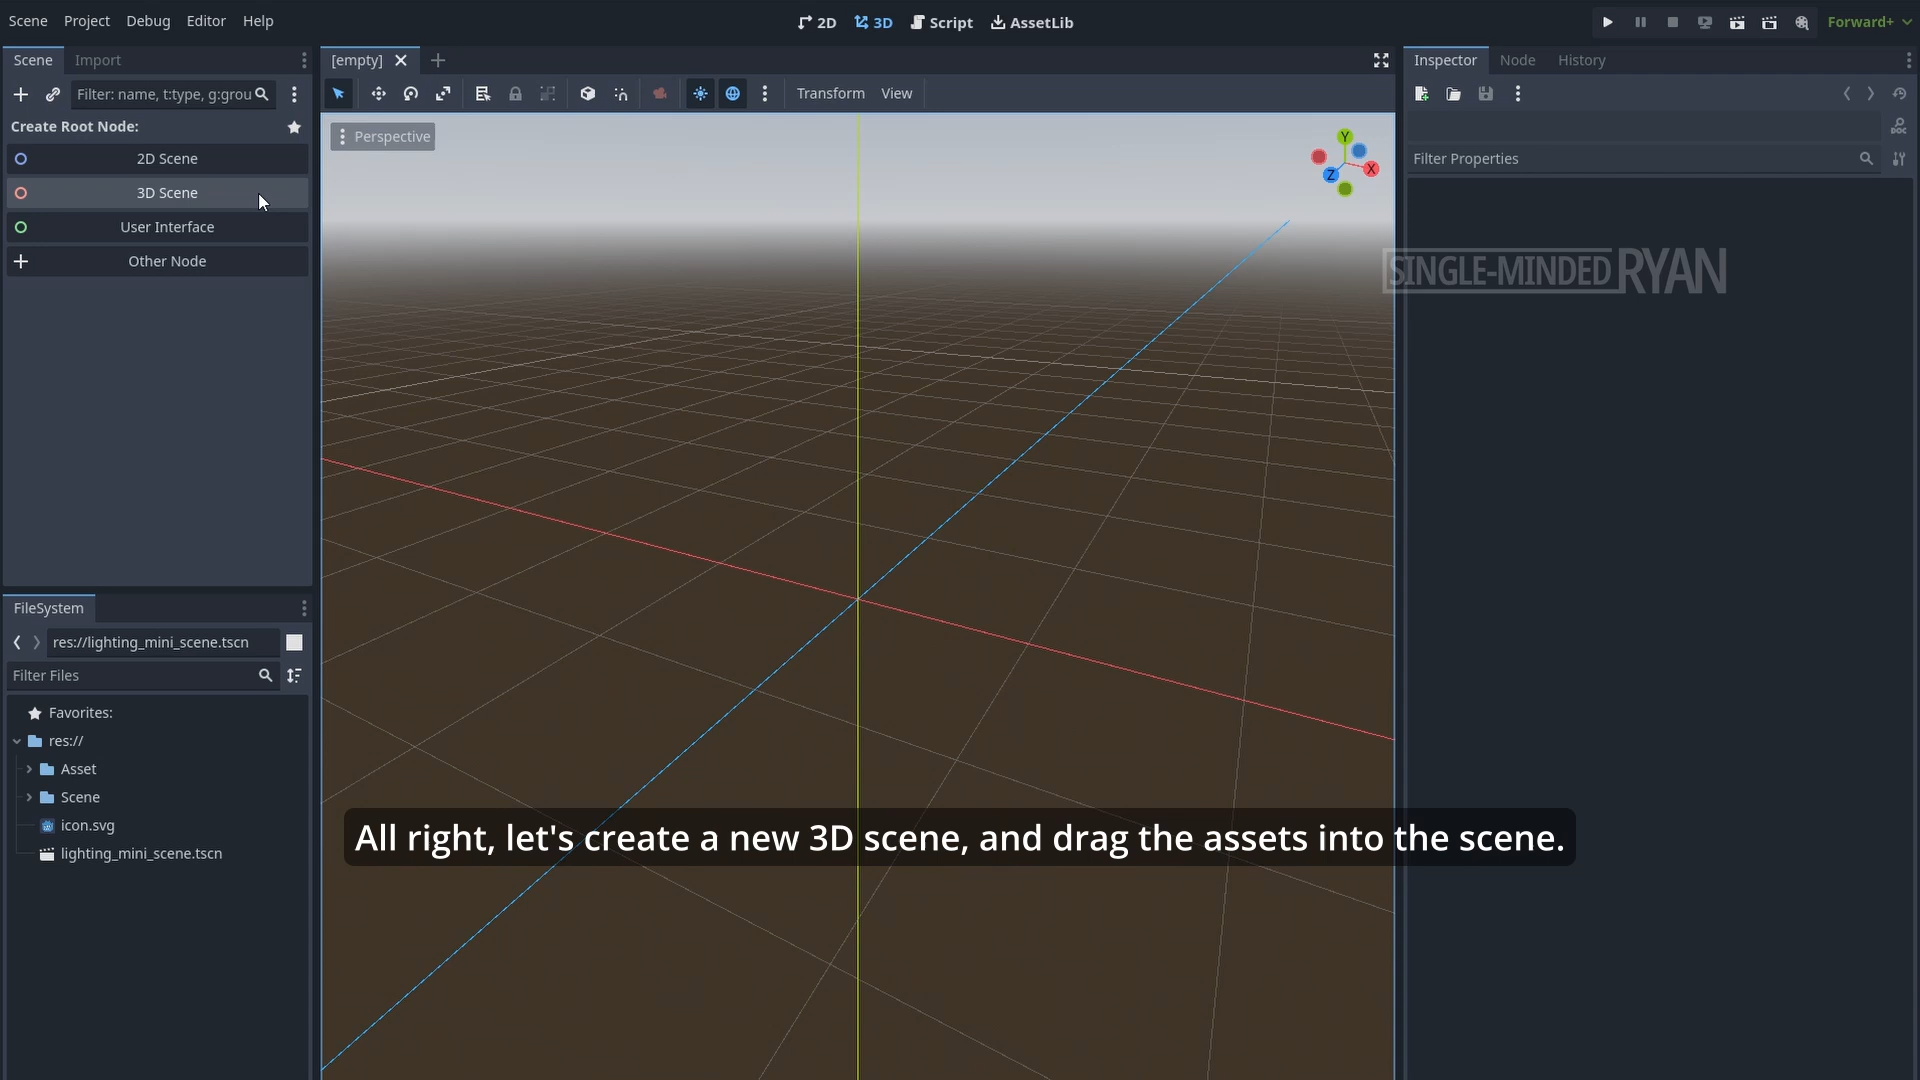 Scene Project Debug Editor Help
2D 3D Script AssetLib
Forward+
Scene Import
[empty]
Inspector Node History
Filter: name, t:type, g:grou
Transform View
Create Root Node:
Perspective
Y
X
Z
DOC
2D Scene
Filter Properties
3D Scene
User Interface
Other Node
SINGLE-MINDED RYAN
FileSystem
res://lighting_mini_scene.tscn
Filter Files
Favorites:
res://
Asset
Scene
icon.svg
lighting_mini_scene.tscn
All right, let's create a new 3D scene, and drag the assets into the scene.